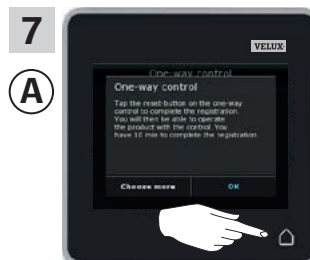 7
A
VELUX
One-way control
One-way control
Tap the reset-button on the one-way
control to complete the registration.
You will then be able to operate
the product with the control. You
have 10 min to complete the registration.
Choose more OK